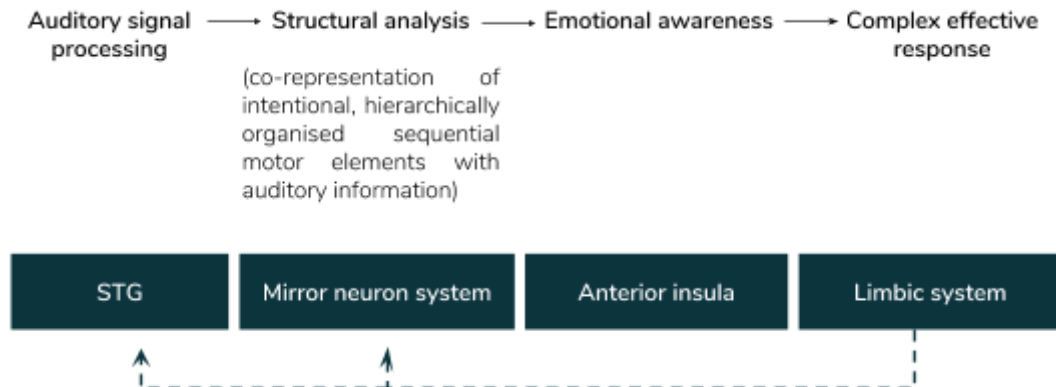 Auditory signal
processing
Structural analysis
(co-representation of
intentional, hierarchically
organised sequential
motor elements with
auditory information)
Emotional awareness
Complex effective
response
STG
Mirror neuron system
Anterior insula
Limbic system